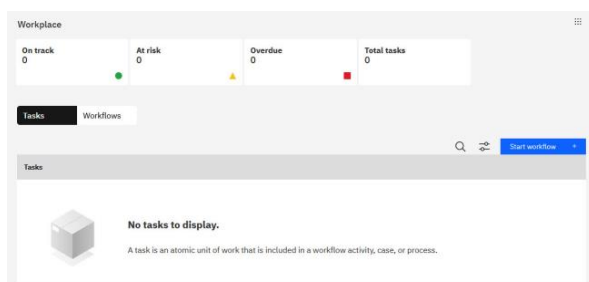 Workplace
On track At risk Overdue Total tasks
0 0 0 0
Tasks Workflows
Start workflow +
Tasks
No tasks to display.
A task is an atomic unit of work that is included in a workflow activity, case, or process.